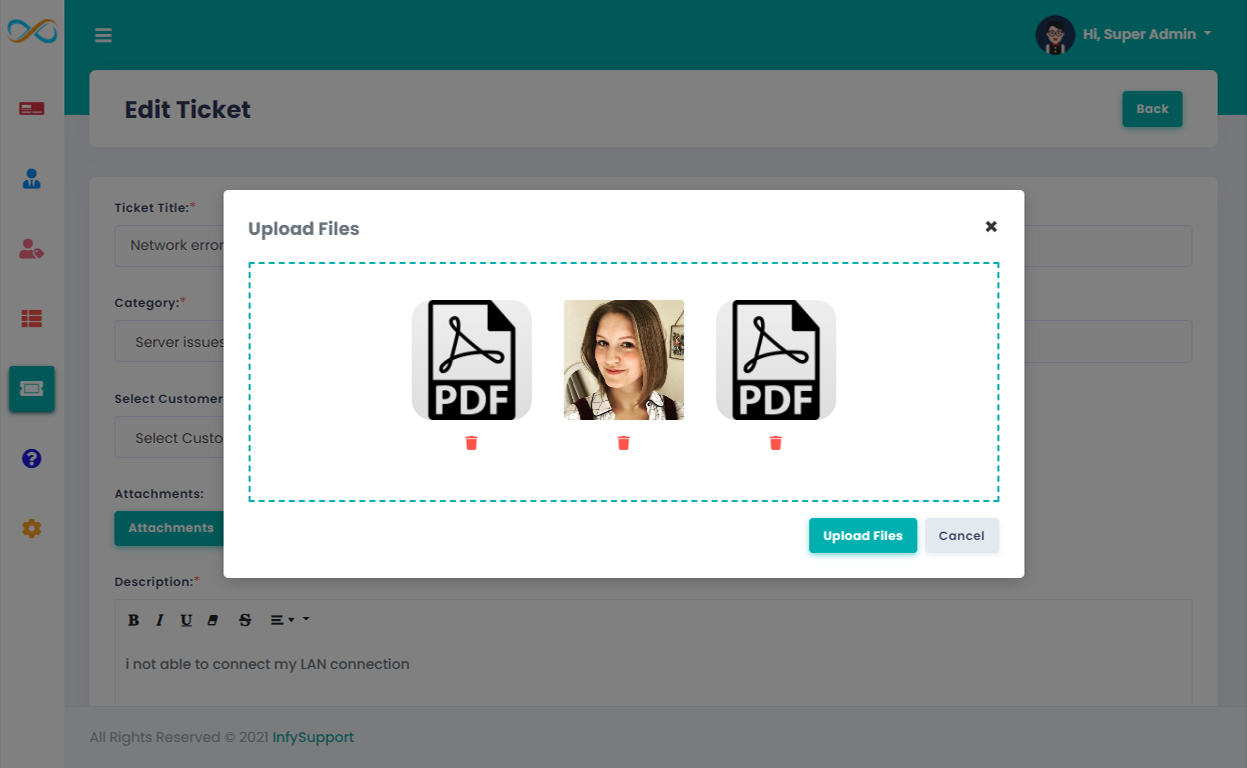 Hi, Super Admin
Edit Ticket
Back
Ticket Title:*
Network error
Upload Files
Category:*
Server issues
PDF
PDF
Select Customer
Select Custo
Attachments:
Attachments
Upload Files
Cancel
Description:*
B I U S
i not able to connect my LAN connection
All Rights Reserved © 2021 InfySupport